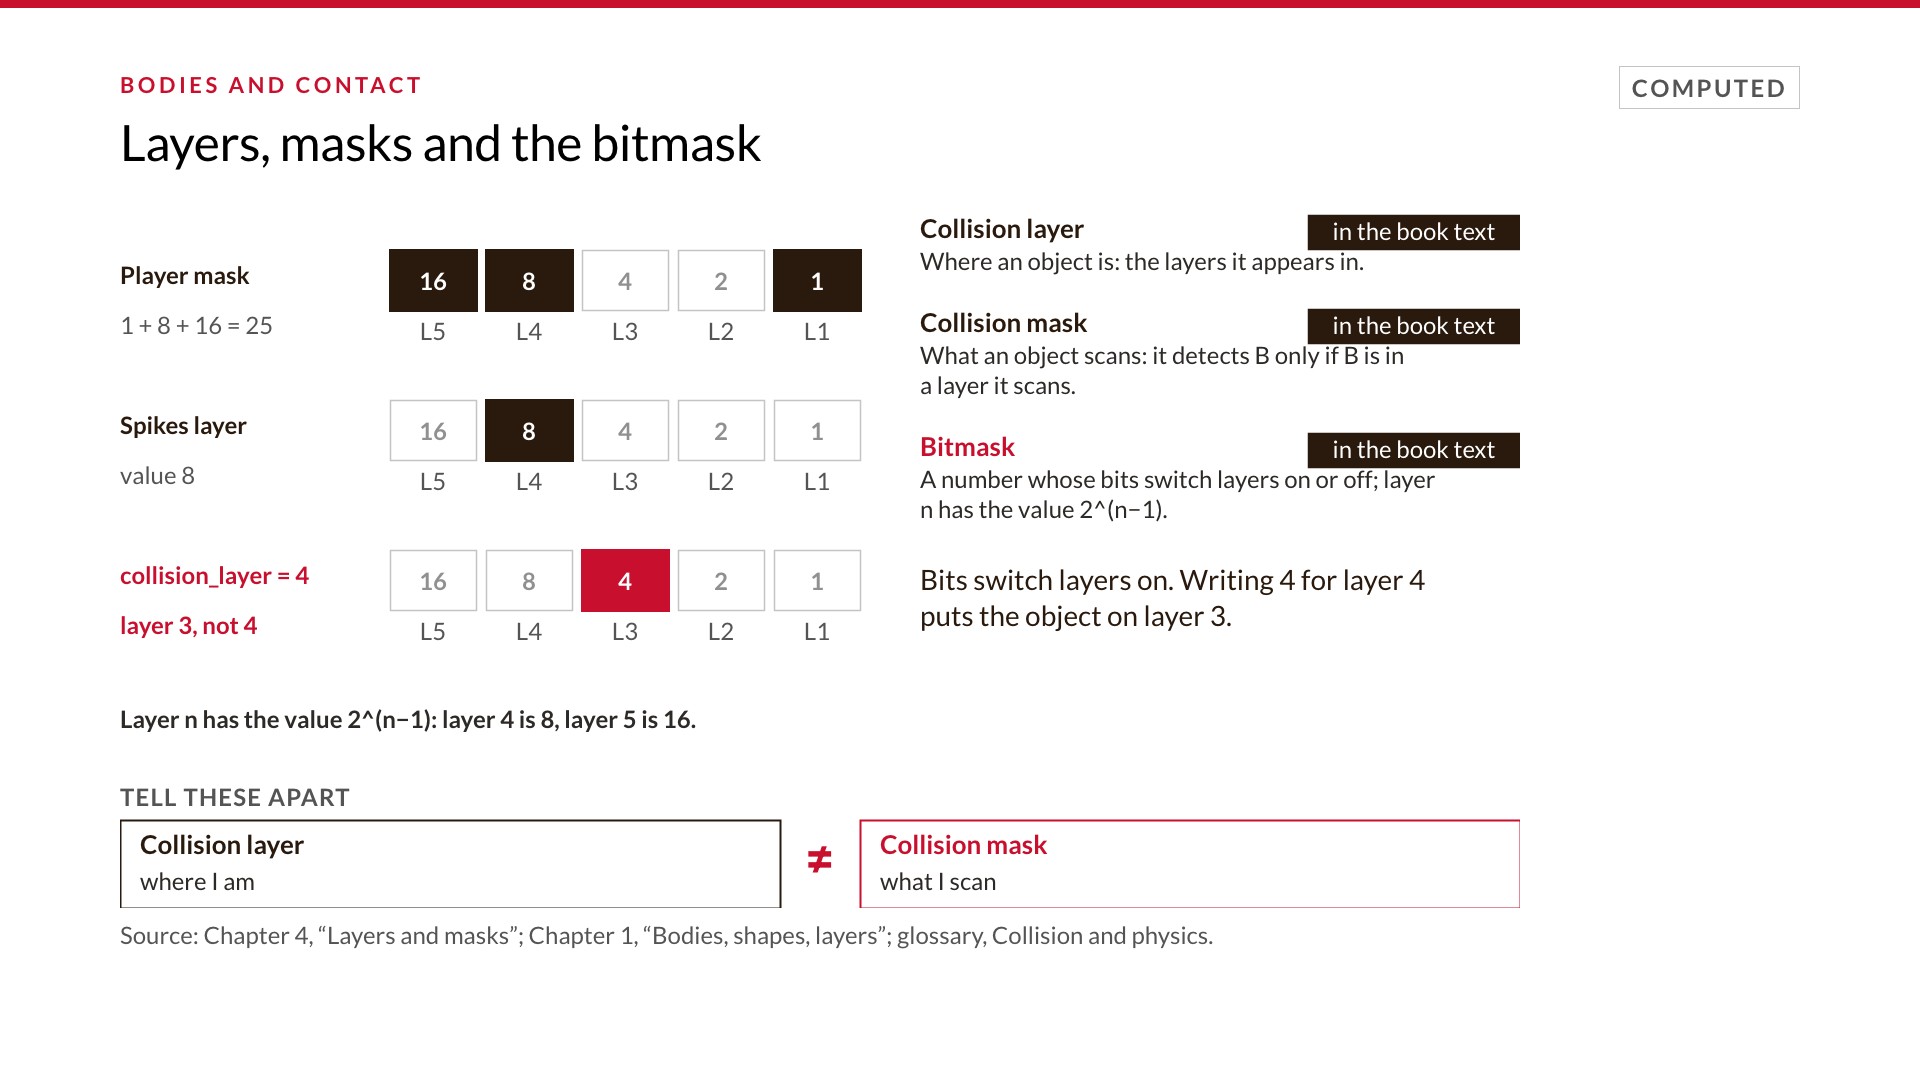 BODIES AND CONTACT
COMPUTED
Layers, masks and the bitmask
Player mask
1 + 8 + 16 = 25
16 8 4 2 1
L5 L4 L3 L2 L1
Spikes layer
value 8
16 8 4 2 1
L5 L4 L3 L2 L1
collision_layer = 4
layer 3, not 4
16 8 4 2 1
L5 L4 L3 L2 L1
Layer n has the value 2^(n−1): layer 4 is 8, layer 5 is 16.
Collision layer
in the book text
Where an object is: the layers it appears in.
Collision mask
in the book text
What an object scans: it detects B only if B is in
a layer it scans.
Bitmask
in the book text
A number whose bits switch layers on or off; layer
n has the value 2^(n−1).
Bits switch layers on. Writing 4 for layer 4
puts the object on layer 3.
TELL THESE APART
Collision layer
where I am
≠
Collision mask
what I scan
Source: Chapter 4, “Layers and masks”; Chapter 1, “Bodies, shapes, layers”; glossary, Collision and physics.